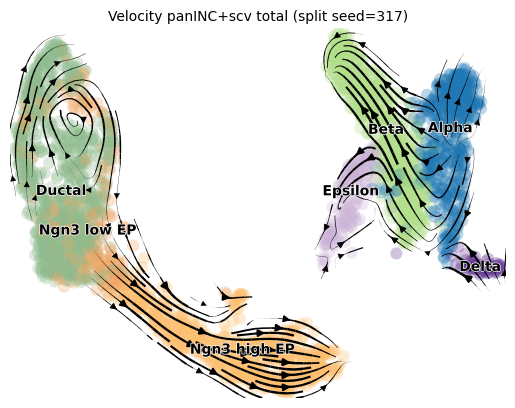 Velocity panINC+scv total (split seed=317)
Beta
Alpha
Ductal
Epsilon
Ngn3 low EP
Delta
Ngn3 high EP